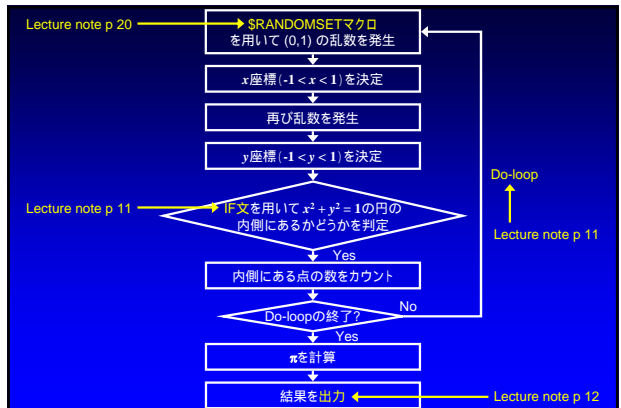 Lecture note p 20
$RANDOMSETマクロ
を用いて (0,1) の乱数を発生
x座標(-1 < x < 1)を決定
再び乱数を発生
y座標(-1 < y < 1)を決定
Do-loop
Lecture note p 11
IF文を用いて x² + y² = 1の円の
内側にあるかどうかを判定
Lecture note p 11
Yes
内側にある点の数をカウント
No
Do-loopの終了?
Yes
πを計算
結果を出力
Lecture note p 12